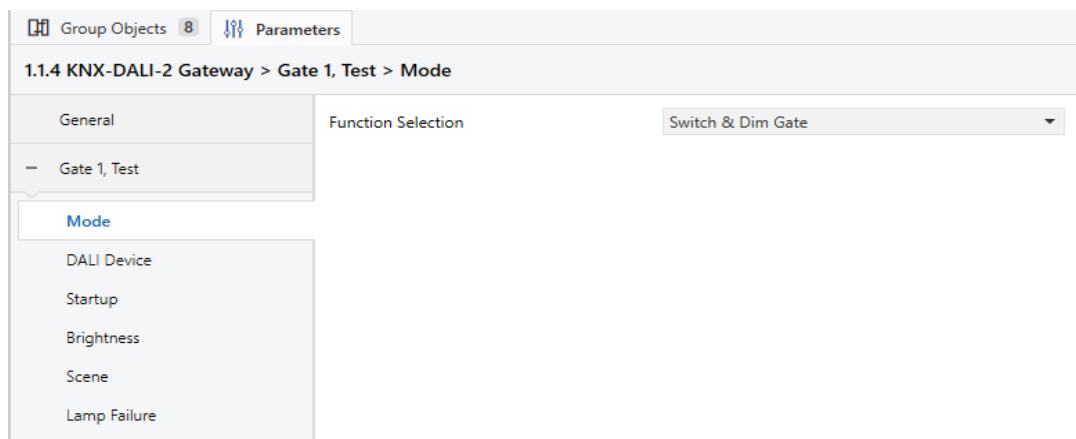 Group Objects 8 Parameters
1.1.4 KNX-DALI-2 Gateway > Gate 1, Test > Mode
General
Function Selection Switch & Dim Gate
− Gate 1, Test
Mode
DALI Device
Startup
Brightness
Scene
Lamp Failure